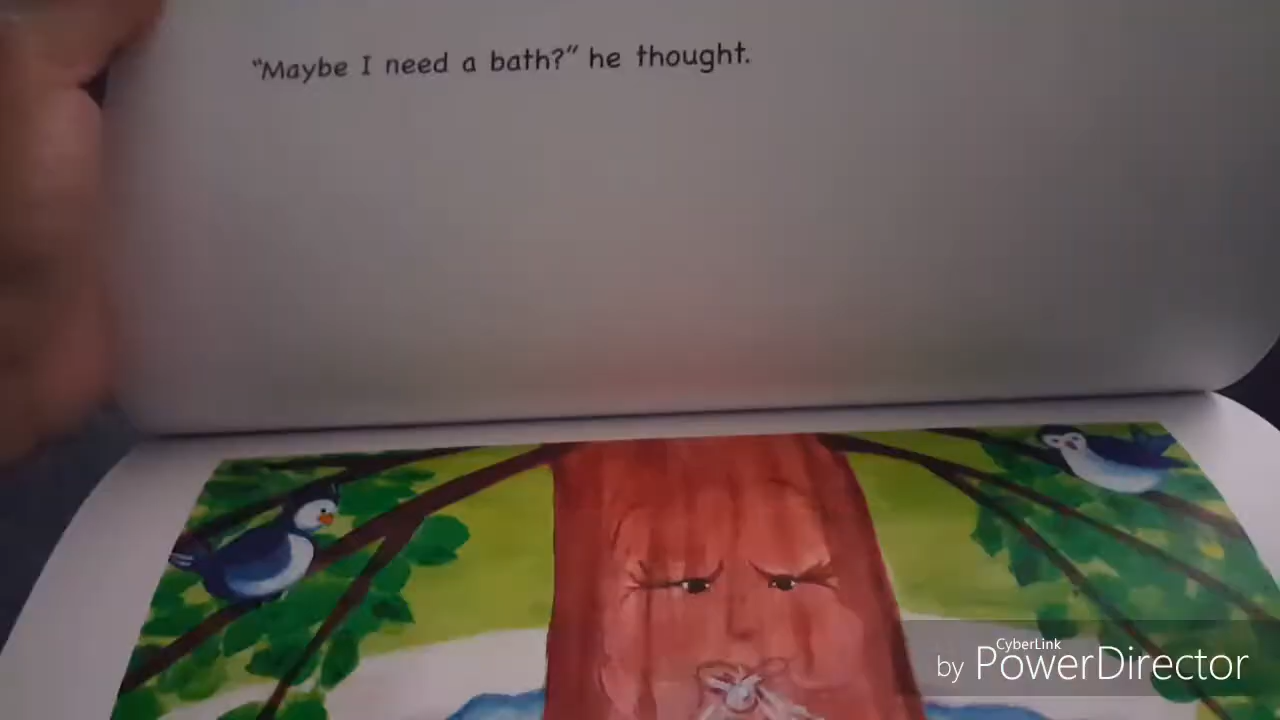 “Maybe I need a bath?” he thought.
CyberLink
by PowerDirector